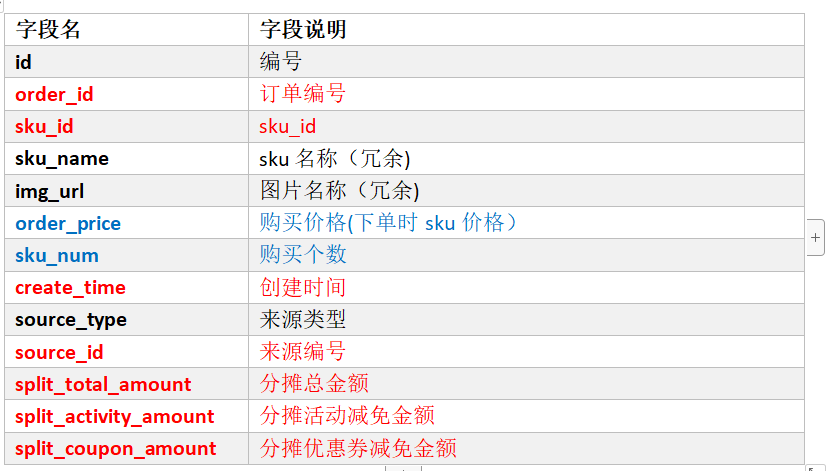 字段名 字段说明
id 编号
order_id 订单编号
sku_id sku_id
sku_name sku 名称（冗余)
img_url 图片名称（冗余)
order_price 购买价格(下单时 sku 价格）
sku_num 购买个数
create_time 创建时间
source_type 来源类型
source_id 来源编号
split_total_amount 分摊总金额
split_activity_amount 分摊活动减免金额
split_coupon_amount 分摊优惠券减免金额